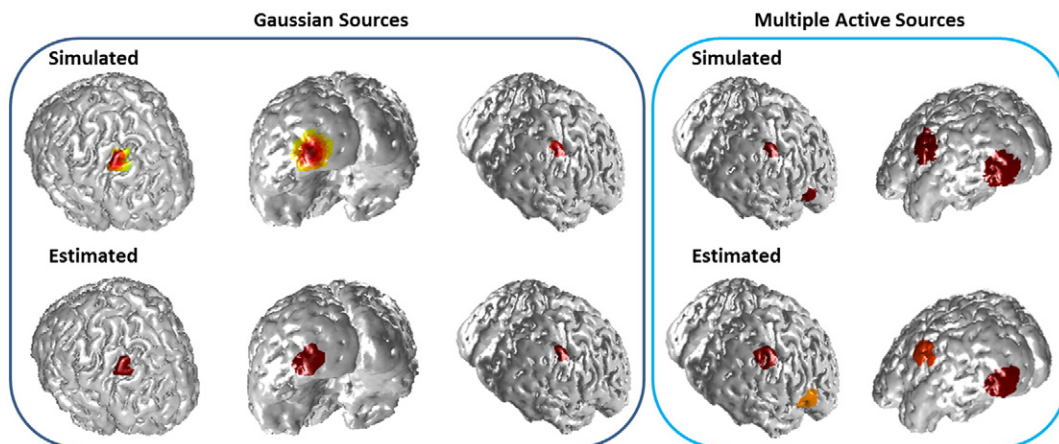 Gaussian Sources
Multiple Active Sources
Simulated
Simulated
Estimated
Estimated